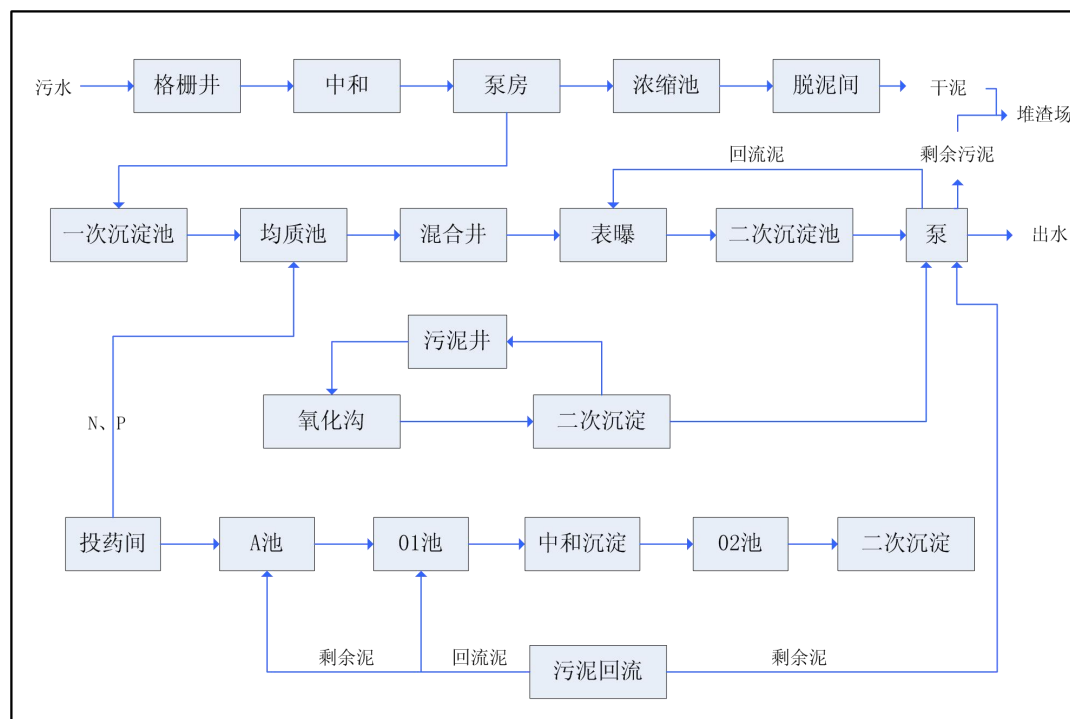 污水
格栅井
中和
泵房
浓缩池
脱泥间
干泥
堆渣场
回流泥
剩余污泥
一次沉淀池
均质池
混合井
表曝
二次沉淀池
泵
出水
污泥井
氧化沟
二次沉淀
N、P
投药间
A池
O1池
中和沉淀
O2池
二次沉淀
剩余泥
回流泥
污泥回流
剩余泥